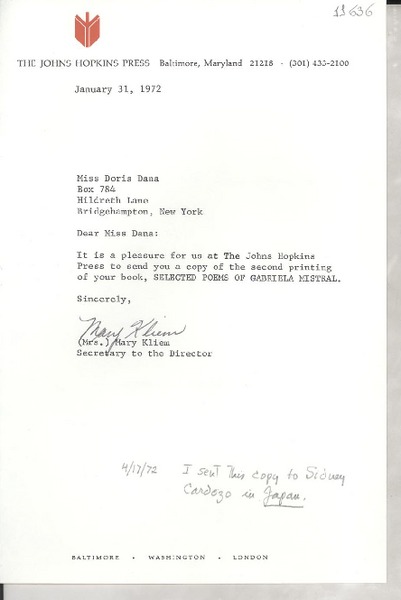 11636
THE JOHNS HOPKINS PRESS Baltimore, Maryland 21218 · (301) 433-2100
January 31, 1972
Miss Doris Dana
Box 784
Hildreth Lane
Bridgehampton, New York
Dear Miss Dana:
It is a pleasure for us at The Johns Hopkins
Press to send you a copy of the second printing
of your book, SELECTED POEMS OF GABRIELA MISTRAL.
Sincerely,
Mary Kliem
(Mrs.) Mary Kliem
Secretary to the Director
4/17/72 I sent this copy to Sidney
Cardozo in Japan.
BALTIMORE · WASHINGTON · LONDON